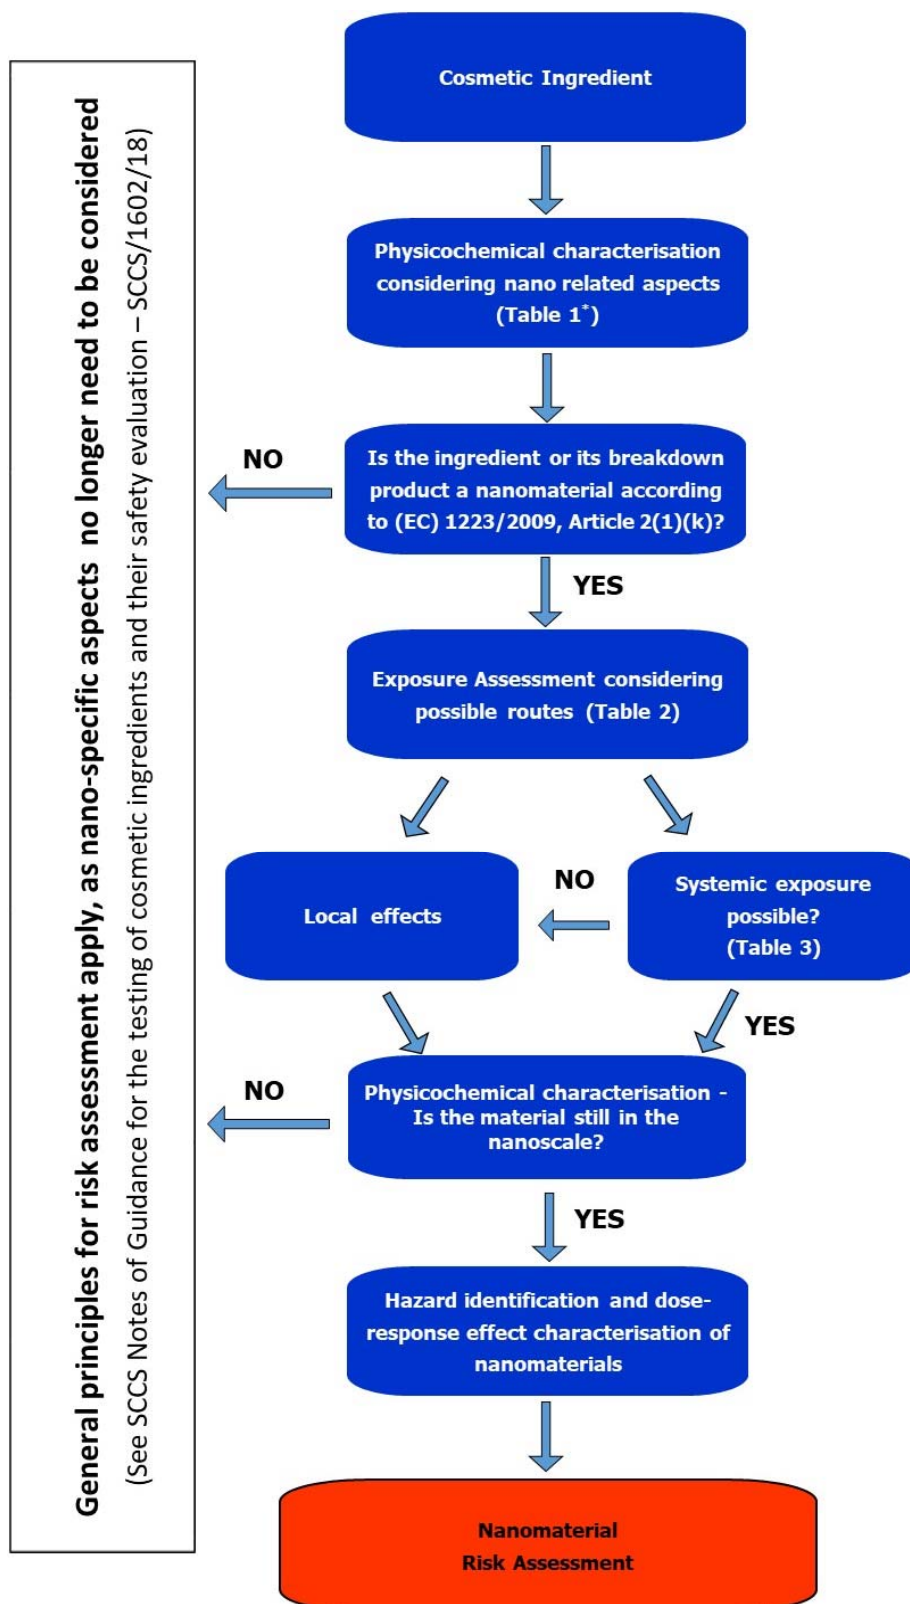 General principles for risk assessment apply, as nano-specific aspects no longer need to be considered
(See SCCS Notes of Guidance for the testing of cosmetic ingredients and their safety evaluation – SCCS/1602/18)
Cosmetic Ingredient
Physicochemical characterisation
considering nano related aspects
(Table 1*)
Is the ingredient or its breakdown
product a nanomaterial according
to (EC) 1223/2009, Article 2(1)(k)?
NO
YES
Exposure Assessment considering
possible routes (Table 2)
Local effects
NO
Systemic exposure
possible?
(Table 3)
YES
Physicochemical characterisation -
Is the material still in the
nanoscale?
NO
YES
Hazard identification and dose-
response effect characterisation of
nanomaterials
Nanomaterial
Risk Assessment